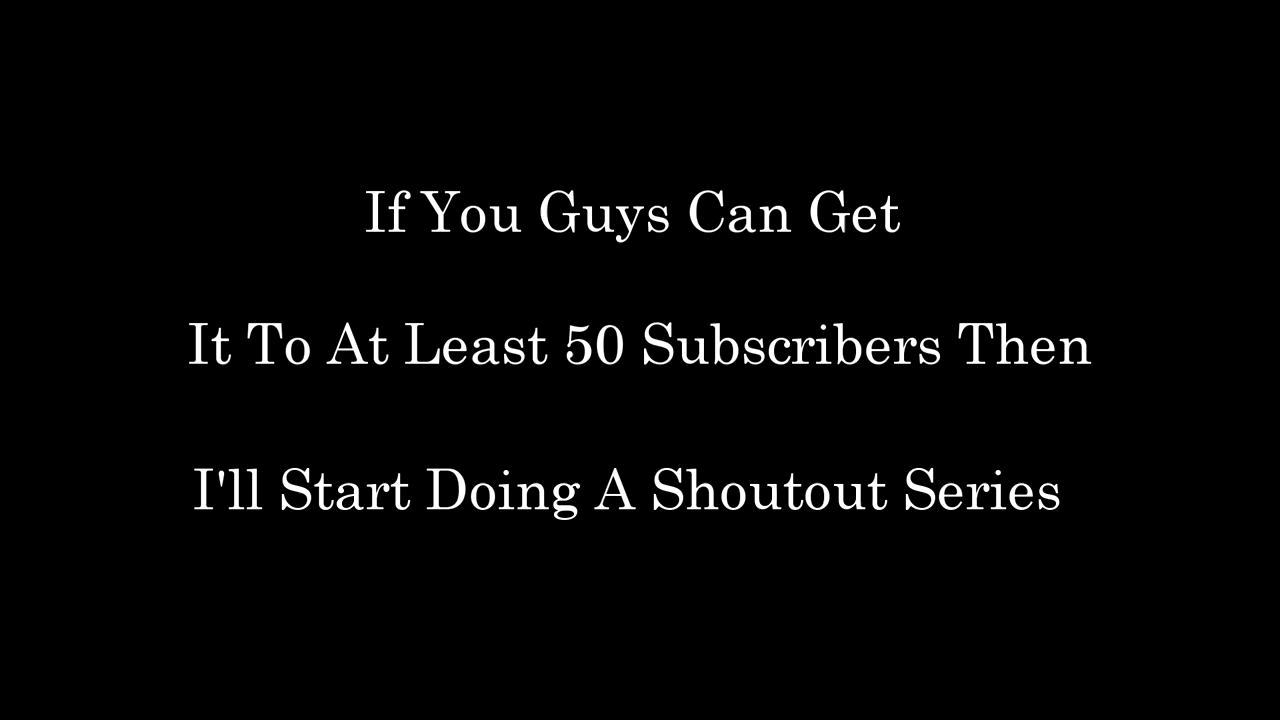 If You Guys Can Get
It To At Least 50 Subscribers Then
I'll Start Doing A Shoutout Series